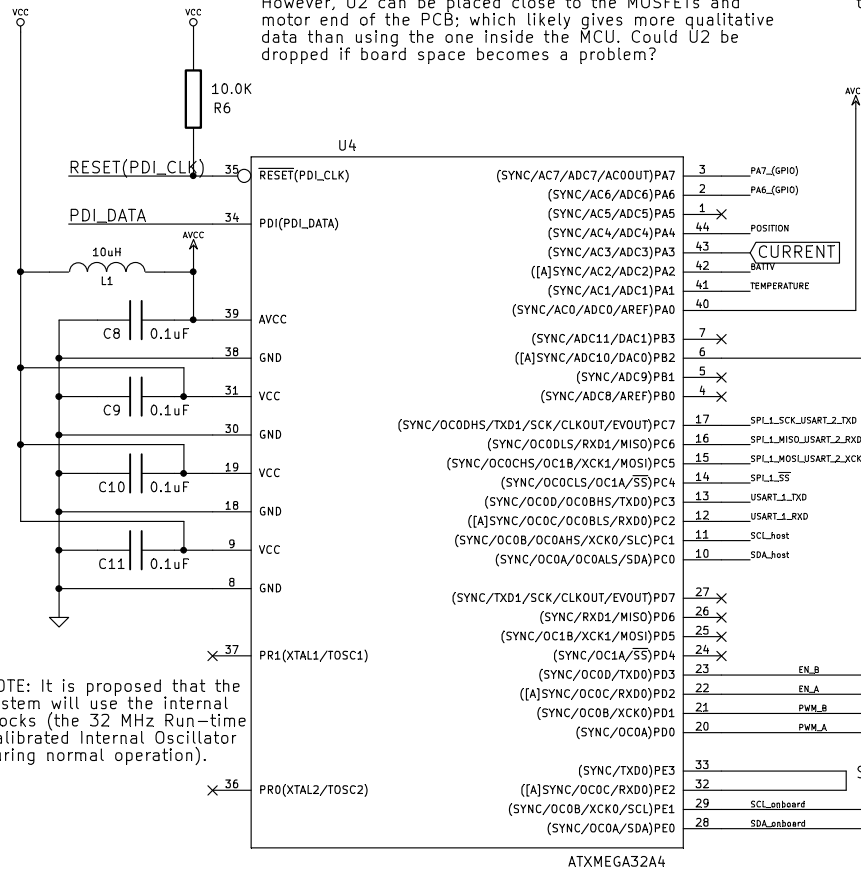 However, U2 can be placed close to the MOSFETs and
motor end of the PCB; which likely gives more qualitative
data than using the one inside the MCU. Could U2 be
dropped if board space becomes a problem?
VCC
VCC
AVC
10.0K
R6
U4
RESET(PDI_CLK) 35 RESET(PDI_CLK)
PDI_DATA 34 PDI(PDI_DATA)
AVCC
10uH
L1
39 AVCC
C8 0.1uF
38 GND
31 VCC
C9 0.1uF
30 GND
19 VCC
C10 0.1uF
18 GND
9 VCC
C11 0.1uF
8 GND
37 PR1(XTAL1/TOSC1)
OTE: It is proposed that the
stem will use the internal
ocks (the 32 MHz Run-time
alibrated Internal Oscillator
uring normal operation).
36 PR0(XTAL2/TOSC2)
(SYNC/AC7/ADC7/AC0OUT)PA7 3 PA7_(GPIO)
(SYNC/AC6/ADC6)PA6 2 PA6_(GPIO)
(SYNC/AC5/ADC5)PA5 1
(SYNC/AC4/ADC4)PA4 44 POSITION
(SYNC/AC3/ADC3)PA3 43 CURRENT
([A]SYNC/AC2/ADC2)PA2 42 BATTV
(SYNC/AC1/ADC1)PA1 41 TEMPERATURE
(SYNC/AC0/ADC0/AREF)PA0 40
(SYNC/ADC11/DAC1)PB3 7
([A]SYNC/ADC10/DAC0)PB2 6
(SYNC/ADC9)PB1 5
(SYNC/ADC8/AREF)PB0 4
(SYNC/OC0DHS/TXD1/SCK/CLKOUT/EVOUT)PC7 17 SPI_1_SCK_USART_2_TXD
(SYNC/OC0DLS/RXD1/MISO)PC6 16 SPI_1_MISO_USART_2_RXD
(SYNC/OC0CHS/OC1B/XCK1/MOSI)PC5 15 SPI_1_MOSI_USART_2_XCK
(SYNC/OC0CLS/OC1A/SS)PC4 14 SPI_1_SS
(SYNC/OC0D/OC0BHS/TXD0)PC3 13 USART_1_TXD
([A]SYNC/OC0C/OC0BLS/RXD0)PC2 12 USART_1_RXD
(SYNC/OC0B/OC0AHS/XCK0/SLC)PC1 11 SCL_host
(SYNC/OC0A/OC0ALS/SDA)PC0 10 SDA_host
(SYNC/TXD1/SCK/CLKOUT/EVOUT)PD7 27
(SYNC/RXD1/MISO)PD6 26
(SYNC/OC1B/XCK1/MOSI)PD5 25
(SYNC/OC1A/SS)PD4 24
(SYNC/OC0D/TXD0)PD3 23 EN_B
([A]SYNC/OC0C/RXD0)PD2 22 EN_A
(SYNC/OC0B/XCK0)PD1 21 PWM_B
(SYNC/OC0A)PD0 20 PWM_A
(SYNC/TXD0)PE3 33
([A]SYNC/OC0C/RXD0)PE2 32
(SYNC/OC0B/XCK0/SCL)PE1 29 SCL_onboard
(SYNC/OC0A/SDA)PE0 28 SDA_onboard
ATXMEGA32A4